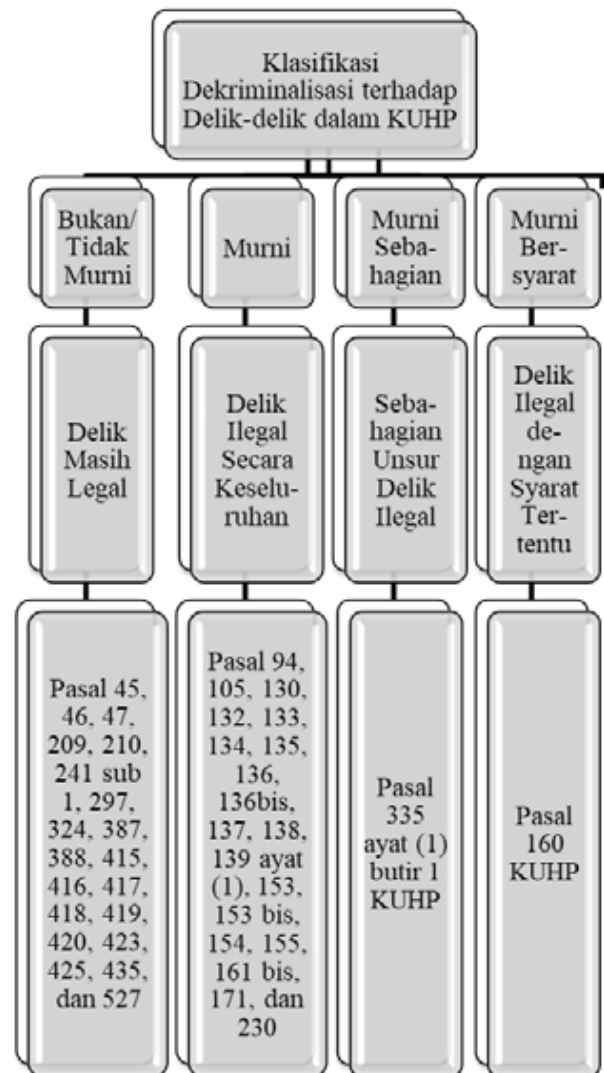 Klasifikasi
Dekriminalisasi terhadap
Delik-delik dalam KUHP
Bukan/
Tidak
Murni
Murni
Murni
Seba-
hagian
Murni
Ber-
syarat
Delik
Masih
Legal
Delik
Ilegal
Secara
Keselu-
ruhan
Seba-
hagian
Unsur
Delik
Ilegal
Delik
Ilegal
de-
ngan
Syarat
Ter-
tentu
Pasal 45,
46, 47,
209, 210,
241 sub
1, 297,
324, 387,
388, 415,
416, 417,
418, 419,
420, 423,
425, 435,
dan 527
Pasal 94,
105, 130,
132, 133,
134, 135,
136,
136bis,
137, 138,
139 ayat
(1), 153,
153 bis,
154, 155,
161 bis,
171, dan
230
Pasal
335
ayat (1)
butir 1
KUHP
Pasal
160
KUHP